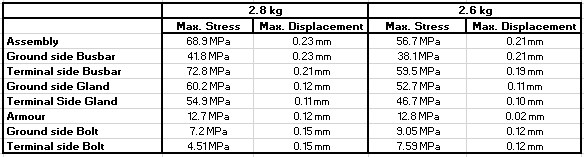 2.8 kg 2.6 kg
Max. Stress Max. Displacement Max. Stress Max. Displacement
Assembly 68.9 MPa 0.23 mm 56.7 MPa 0.21 mm
Ground side Busbar 41.8 MPa 0.23 mm 38.1 MPa 0.21 mm
Terminal side Busbar 72.8 MPa 0.21 mm 59.5 MPa 0.19 mm
Ground side Gland 60.2 MPa 0.12 mm 52.7 MPa 0.11 mm
Terminal Side Gland 54.9 MPa 0.11 mm 46.7 MPa 0.10 mm
Armour 12.7 MPa 0.12 mm 12.8 MPa 0.02 mm
Ground side Bolt 7.2 MPa 0.15 mm 9.05 MPa 0.12 mm
Terminal side Bolt 4.51 MPa 0.15 mm 7.59 MPa 0.12 mm